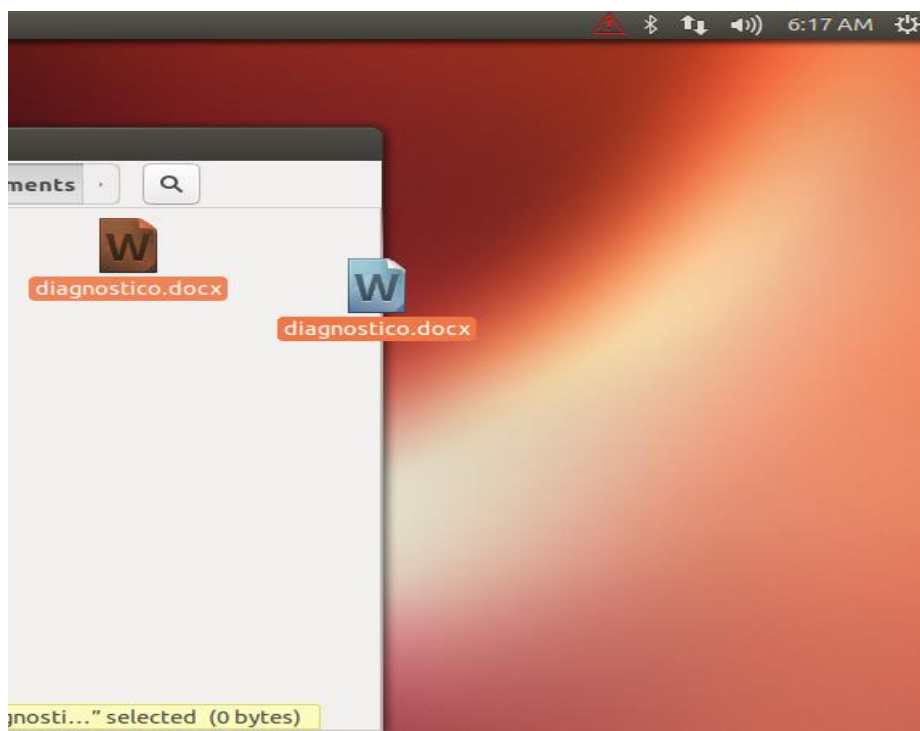 6:17 AM
ments
W
diagnostico.docx
W
diagnostico.docx
gnosti…" selected (0 bytes)